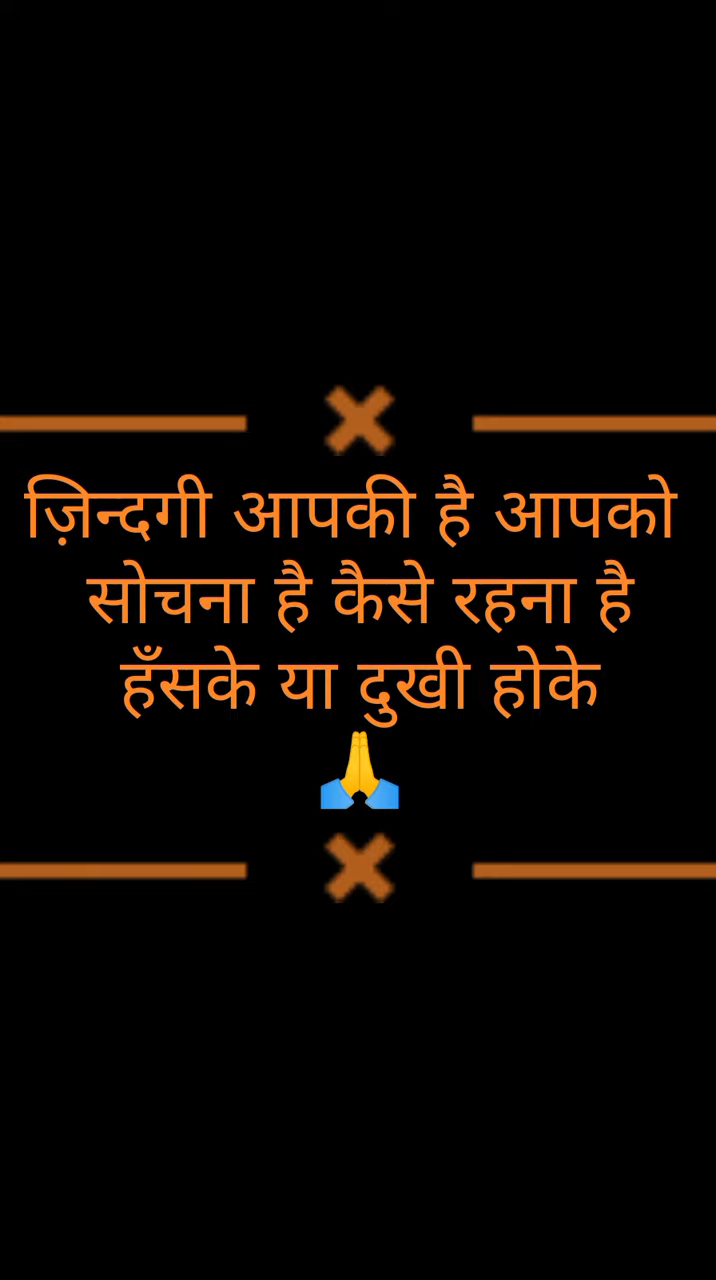 ज़िन्दगी आपकी है आपको
सोचना है कैसे रहना है
हँसके या दुखी होके
🙏